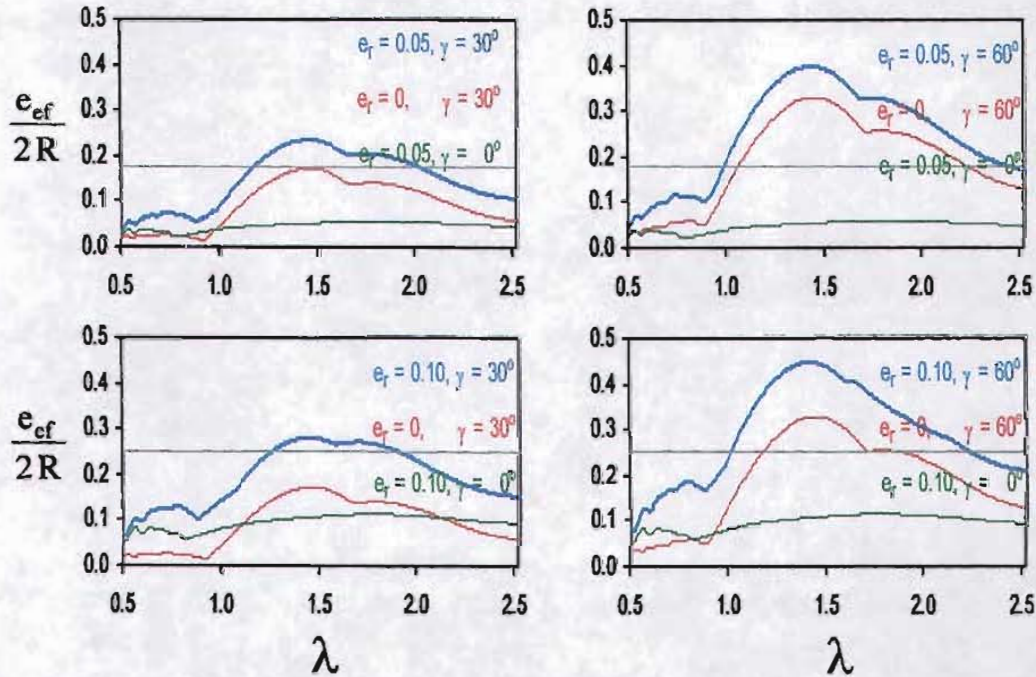 0.5
0.4
0.3
0.2
0.1
0.0
e_ef
2R
e_r = 0.05, γ = 30°
e_r = 0, γ = 30°
e_r = 0.05, γ = 0°
0.5 1.0 1.5 2.0 2.5
0.5
0.4
0.3
0.2
0.1
0.0
e_r = 0.05, γ = 60°
e_r = 0, γ = 60°
e_r = 0.05, γ = 0°
0.5 1.0 1.5 2.0 2.5
0.5
0.4
0.3
0.2
0.1
0.0
e_ef
2R
e_r = 0.10, γ = 30°
e_r = 0, γ = 30°
e_r = 0.10, γ = 0°
0.5 1.0 1.5 2.0 2.5
λ
0.5
0.4
0.3
0.2
0.1
0.0
e_r = 0.10, γ = 60°
e_r = 0, γ = 60°
e_r = 0.10, γ = 0°
0.5 1.0 1.5 2.0 2.5
λ